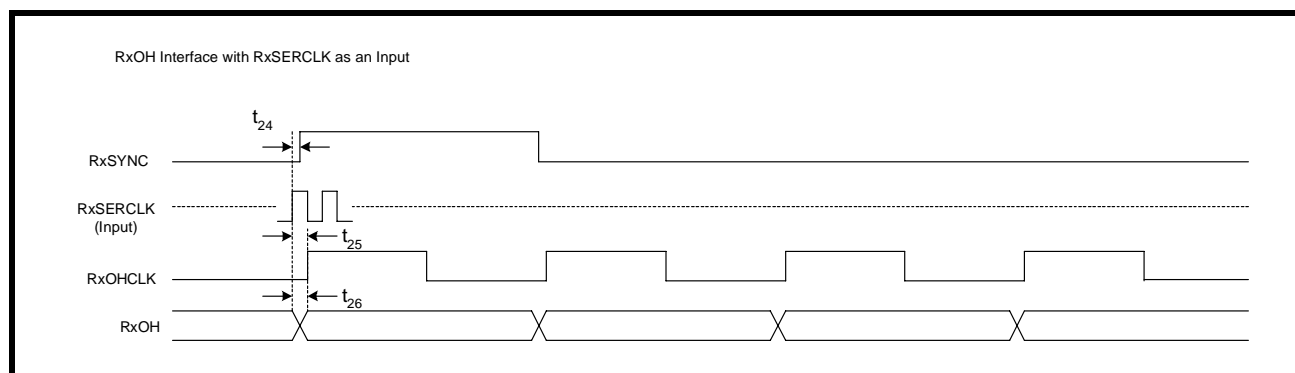 RxOH Interface with RxSERCLK as an Input
t24
RxSYNC
RxSERCLK
(Input)
t25
RxOHCLK
t26
RxOH